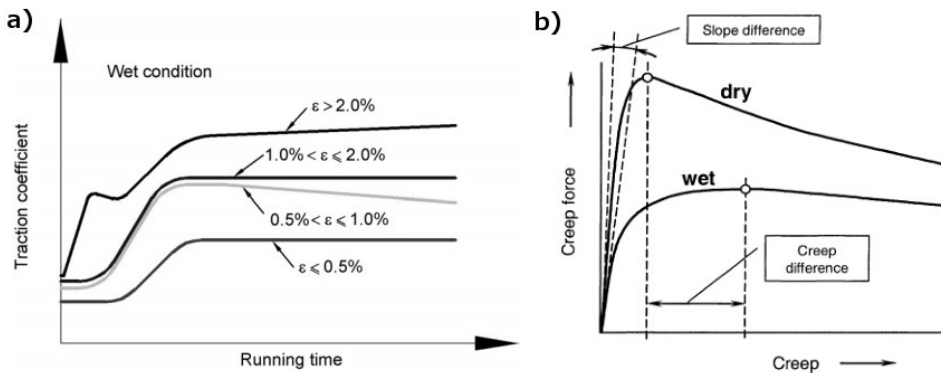 a)
Wet condition
ε > 2.0%
1.0% < ε ⩽ 2.0%
0.5% < ε ⩽ 1.0%
ε ⩽ 0.5%
Traction coefficient
Running time
b)
Slope difference
dry
wet
Creep
difference
Creep force
Creep